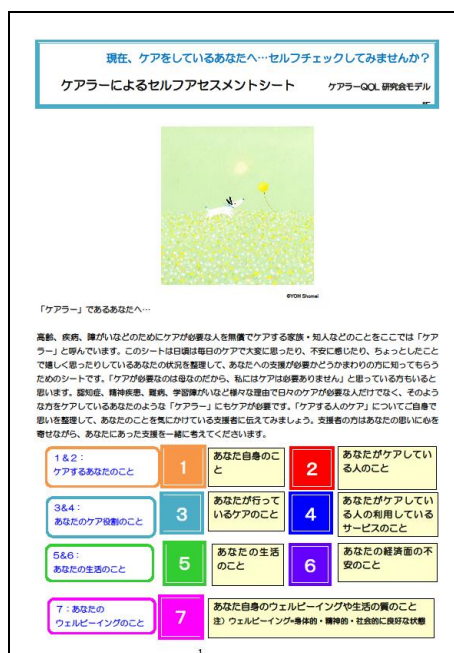 現在、ケアをしているあなたへ…セルフチェックしてみませんか？
ケアラーによるセルフアセスメントシート ケアラーQOL 研究会モデル
©YOH Shomei
「ケアラー」であるあなたへ…
高齢、疾病、障がいなどのためにケアが必要な人を無償でケアする家族・知人などのことをここでは「ケア
ラー」と呼んでいます。このシートは日頃は毎日のケアで大変に思ったり、不安に感じたり、ちょっとしたこと
で嬉しく思ったりしているあなたの状況を整理して、あなたへの支援が必要かどうかまわりの方に知ってもらう
ためのシートです。「ケアが必要なのは母なのだから、私にはケアは必要ありません」と思っている方もいると
思います。認知症、精神疾患、難病、学習障がいなど様々な理由で日々のケアが必要な人だけでなく、そのよう
な方をケアしているあなたのような「ケアラー」にもケアが必要です。「ケアする人のケア」についてご自身で
思いを整理して、あなたのことを気にかけている支援者に伝えてみましょう。支援者の方はあなたの思いに心を
寄せながら、あなたにあった支援を一緒に考えてくださいます。
1＆2：
ケアするあなたのこと
1
あなた自身のこ
と
2
あなたがケアしてい
る人のこと
3&4：
あなたのケア役割のこと
3
あなたが行って
いるケアのこと
4
あなたがケアしてい
る人の利用している
サービスのこと
5&6：
あなたの生活のこと
5
あなたの生活
のこと
6
あなたの経済面の不
安のこと
7：あなたの
ウェルビーイングのこと
7
あなた自身のウェルビーイングや生活の質のこと
注）ウェルビーイング=身体的・精神的・社会的に良好な状態
1